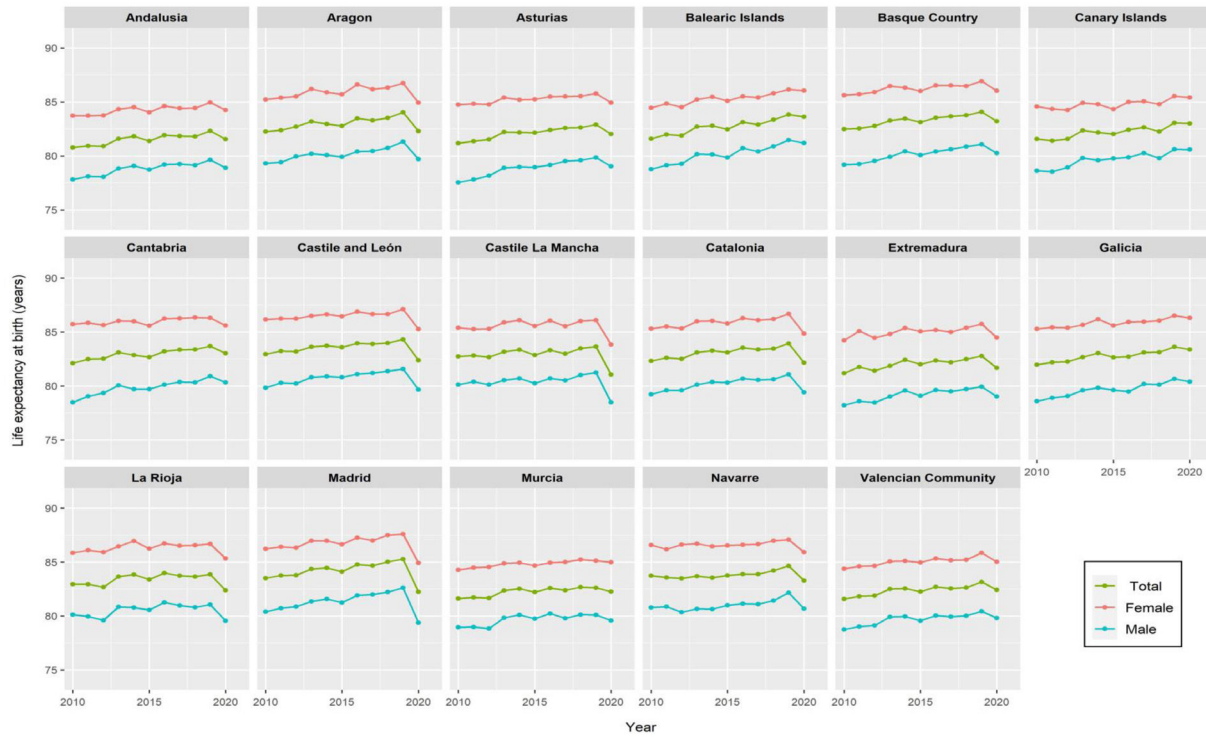 Andalusia Aragon Asturias Balearic Islands Basque Country Canary Islands
90
85
80
75
Cantabria Castile and León Castile La Mancha Catalonia Extremadura Galicia
90
85
80
75
2010 2015 2020
La Rioja Madrid Murcia Navarre Valencian Community
90
85
80
75
2010 2015 2020 2010 2015 2020 2010 2015 2020 2010 2015 2020 2010 2015 2020
Life expectancy at birth (years)
Year
Total
Female
Male